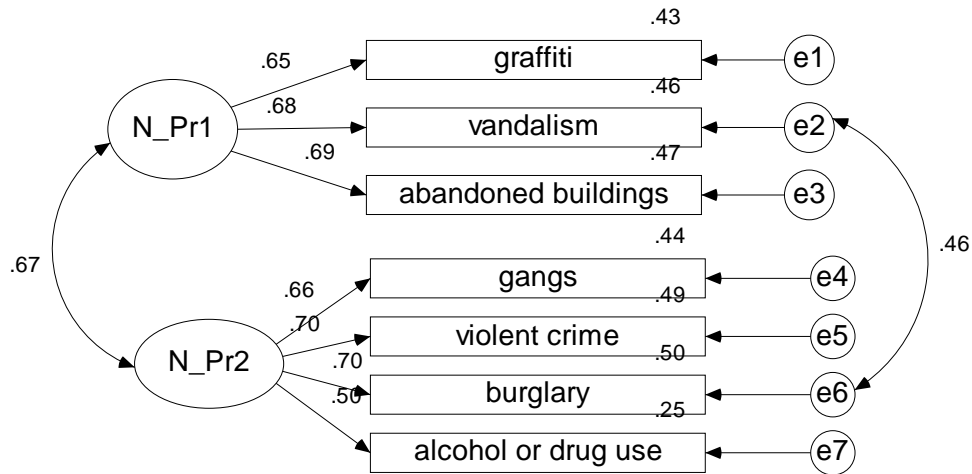 .43
.65
graffiti
e1
.46
.68
N_Pr1
vandalism
e2
.47
.69
abandoned buildings
e3
.44
.67
.46
gangs
e4
.66
.49
.70
violent crime
e5
.50
N_Pr2
.70
burglary
e6
.25
.50
alcohol or drug use
e7